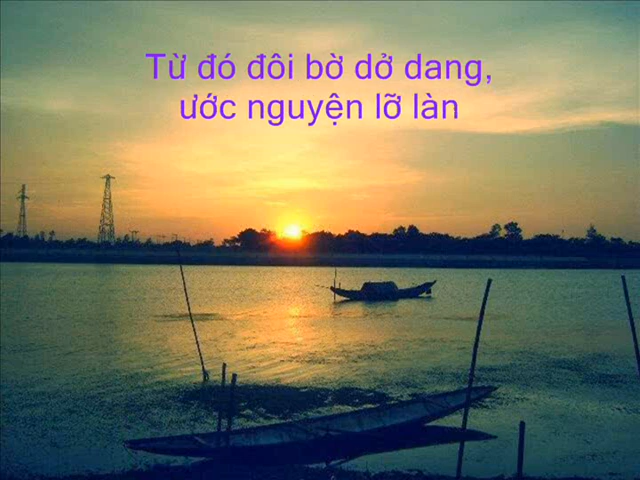 Từ đó đôi bờ dở dang,
ước nguyện lỡ làn